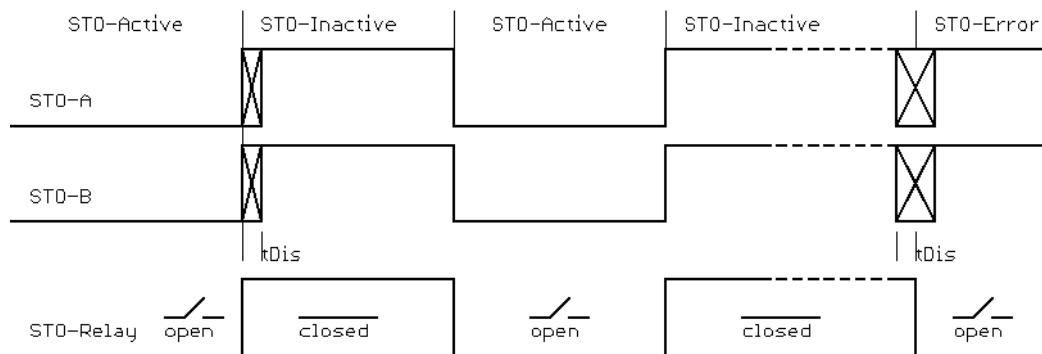 STO-Active STO-Inactive STO-Active STO-Inactive STO-Error
STO-A
STO-B
tDis tDis
STO-Relay open closed open closed open